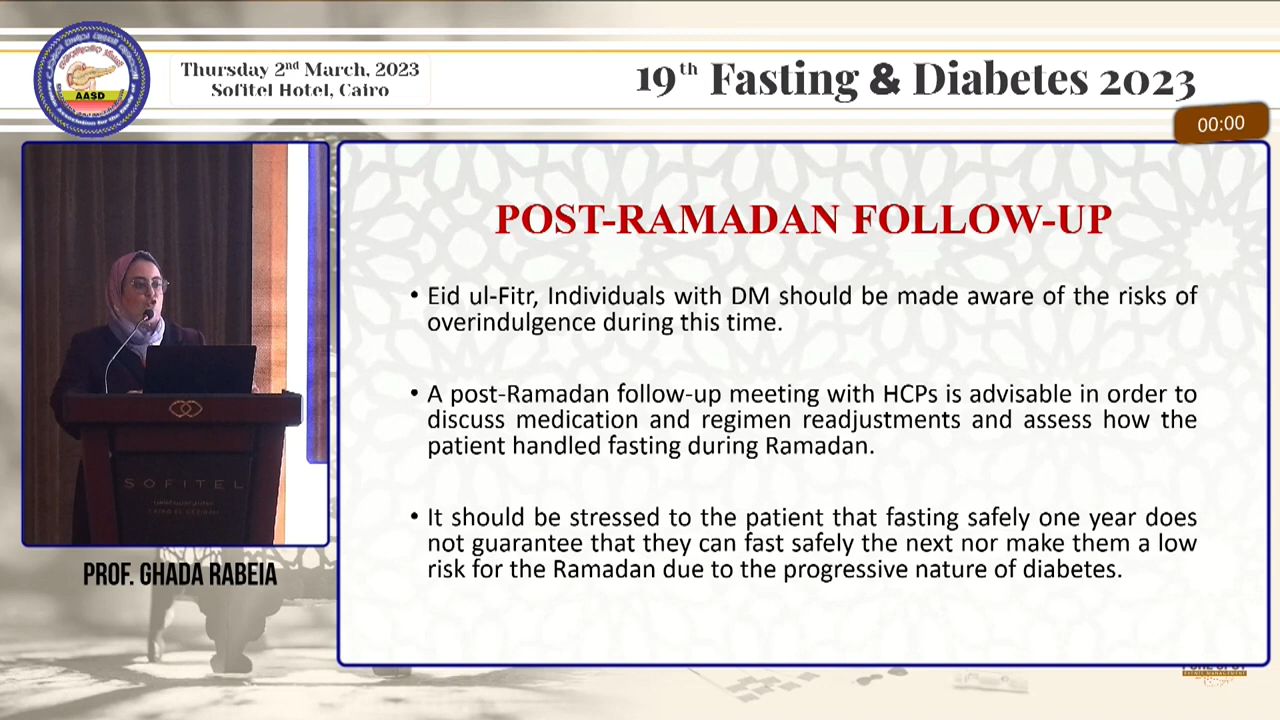 Thursday 2nd March, 2023
Sofitel Hotel, Cairo
19th Fasting & Diabetes 2023
AASD
00:00
POST-RAMADAN FOLLOW-UP
• Eid ul-Fitr, Individuals with DM should be made aware of the risks of
overindulgence during this time.
• A post-Ramadan follow-up meeting with HCPs is advisable in order to
discuss medication and regimen readjustments and assess how the
patient handled fasting during Ramadan.
• It should be stressed to the patient that fasting safely one year does
not guarantee that they can fast safely the next nor make them a low
risk for the Ramadan due to the progressive nature of diabetes.
SOFITEL
PROF. GHADA RABEIA